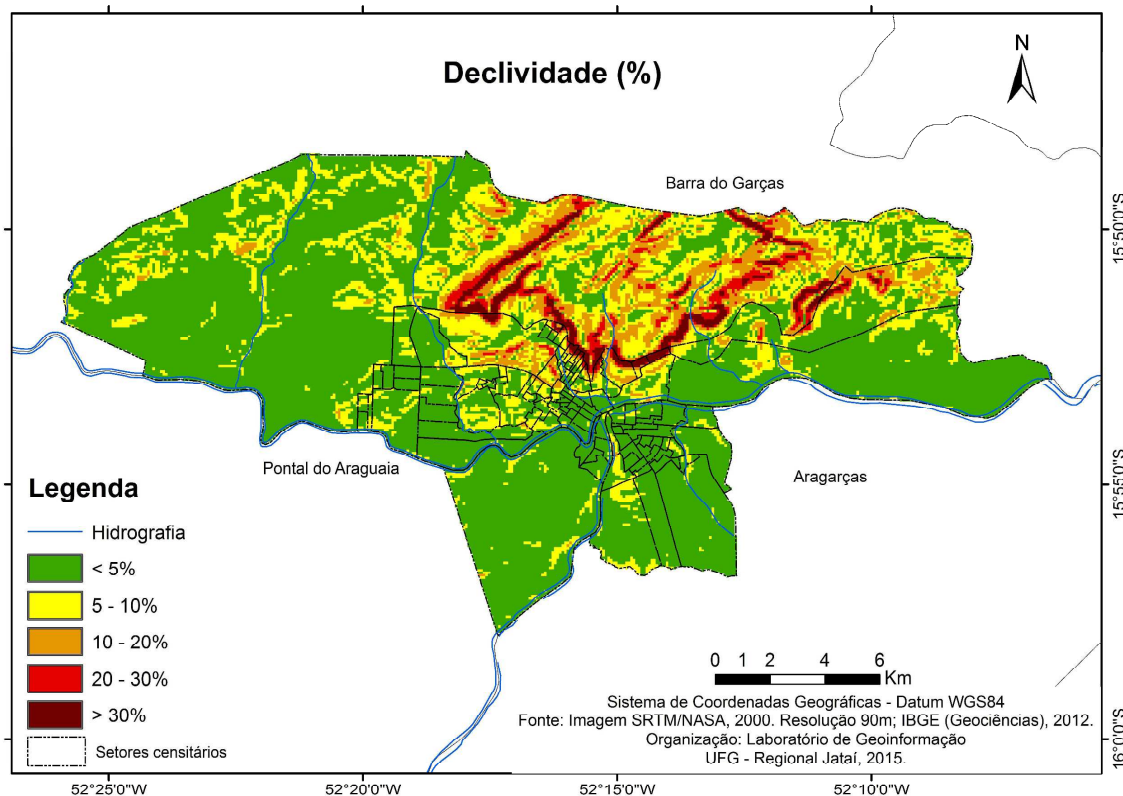 Declividade (%)
N
Barra do Garças
15°50'0"S
Pontal do Araguaia
Aragarças
15°55'0"S
Legenda
Hidrografia
< 5%
5 - 10%
10 - 20%
20 - 30%
> 30%
Setores censitários
0 1 2 4 6
Km
Sistema de Coordenadas Geográficas - Datum WGS84
Fonte: Imagem SRTM/NASA, 2000. Resolução 90m; IBGE (Geociências), 2012.
Organização: Laboratório de Geoinformação
UFG - Regional Jataí, 2015.
16°0'0"S
52°25'0"W 52°20'0"W 52°15'0"W 52°10'0"W